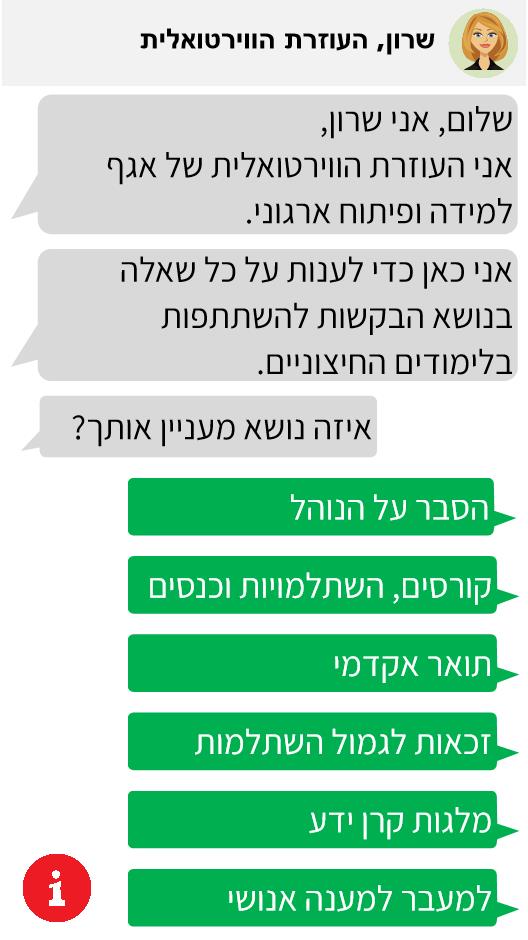 שרון, העוזרת הווירטואלית
שלום, אני שרון,
אני העוזרת הווירטואלית של אגף
למידה ופיתוח ארגוני.
אני כאן כדי לענות על כל שאלה
בנושא הבקשות להשתתפות
בלימודים החיצוניים.
איזה נושא מעניין אותך?
הסבר על הנוהל
קורסים, השתלמויות וכנסים
תואר אקדמי
זכאות לגמול השתלמות
מלגות קרן ידע
למעבר למענה אנושי
i